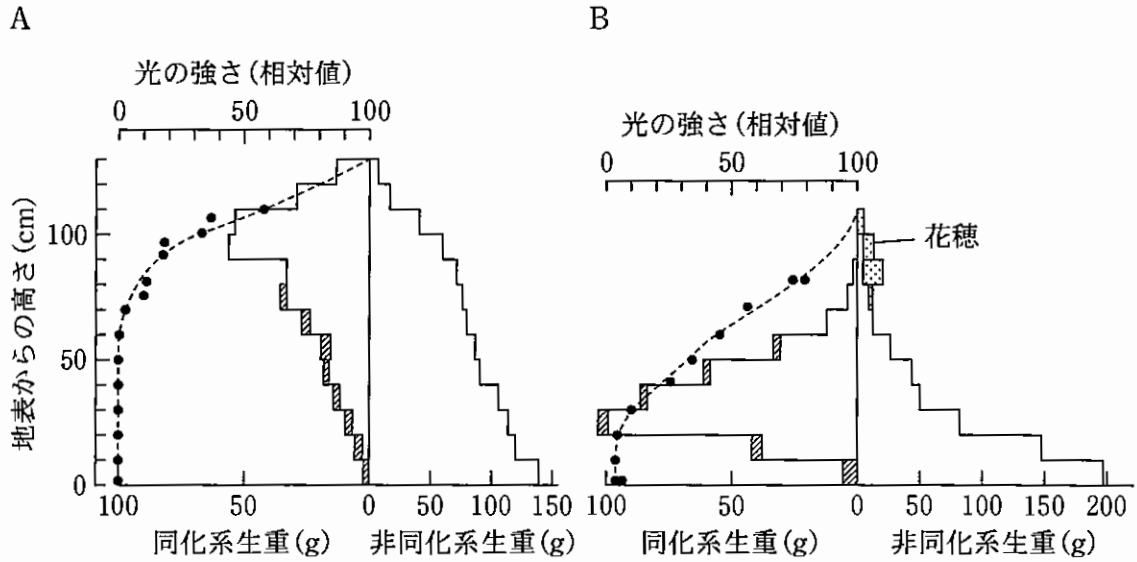 A
光の強さ(相対値)
0 50 100
地表からの高さ(cm)
100
50
0
100 50 0 50 100 150
同化系生重(g) 非同化系生重(g)
B
光の強さ(相対値)
0 50 100
花穂
100 50 0 50 100 150 200
同化系生重(g) 非同化系生重(g)